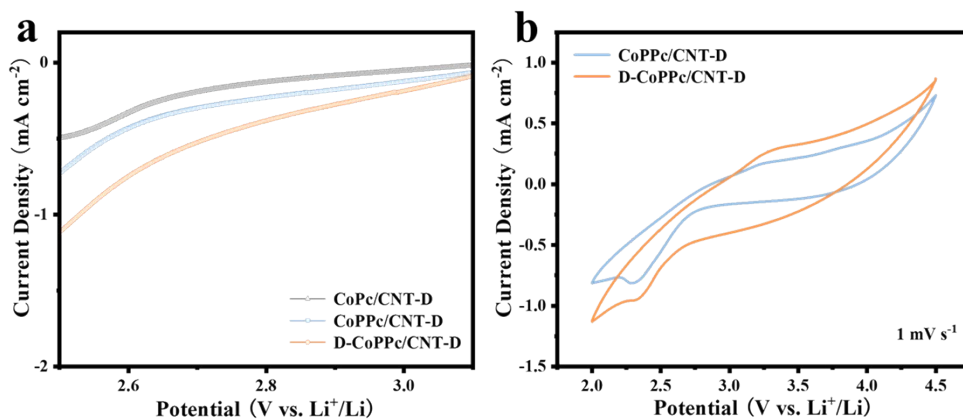 a
0
-1
-2
2.6
2.8
3.0
Current Density (mA cm⁻²)
Potential (V vs. Li⁺/Li)
CoPc/CNT-D
CoPPc/CNT-D
D-CoPPc/CNT-D
b
CoPPc/CNT-D
D-CoPPc/CNT-D
1.0
0.5
0.0
-0.5
-1.0
-1.5
2.0
2.5
3.0
3.5
4.0
4.5
Current Density (mA cm⁻²)
Potential (V vs. Li⁺/Li)
1 mV s⁻¹